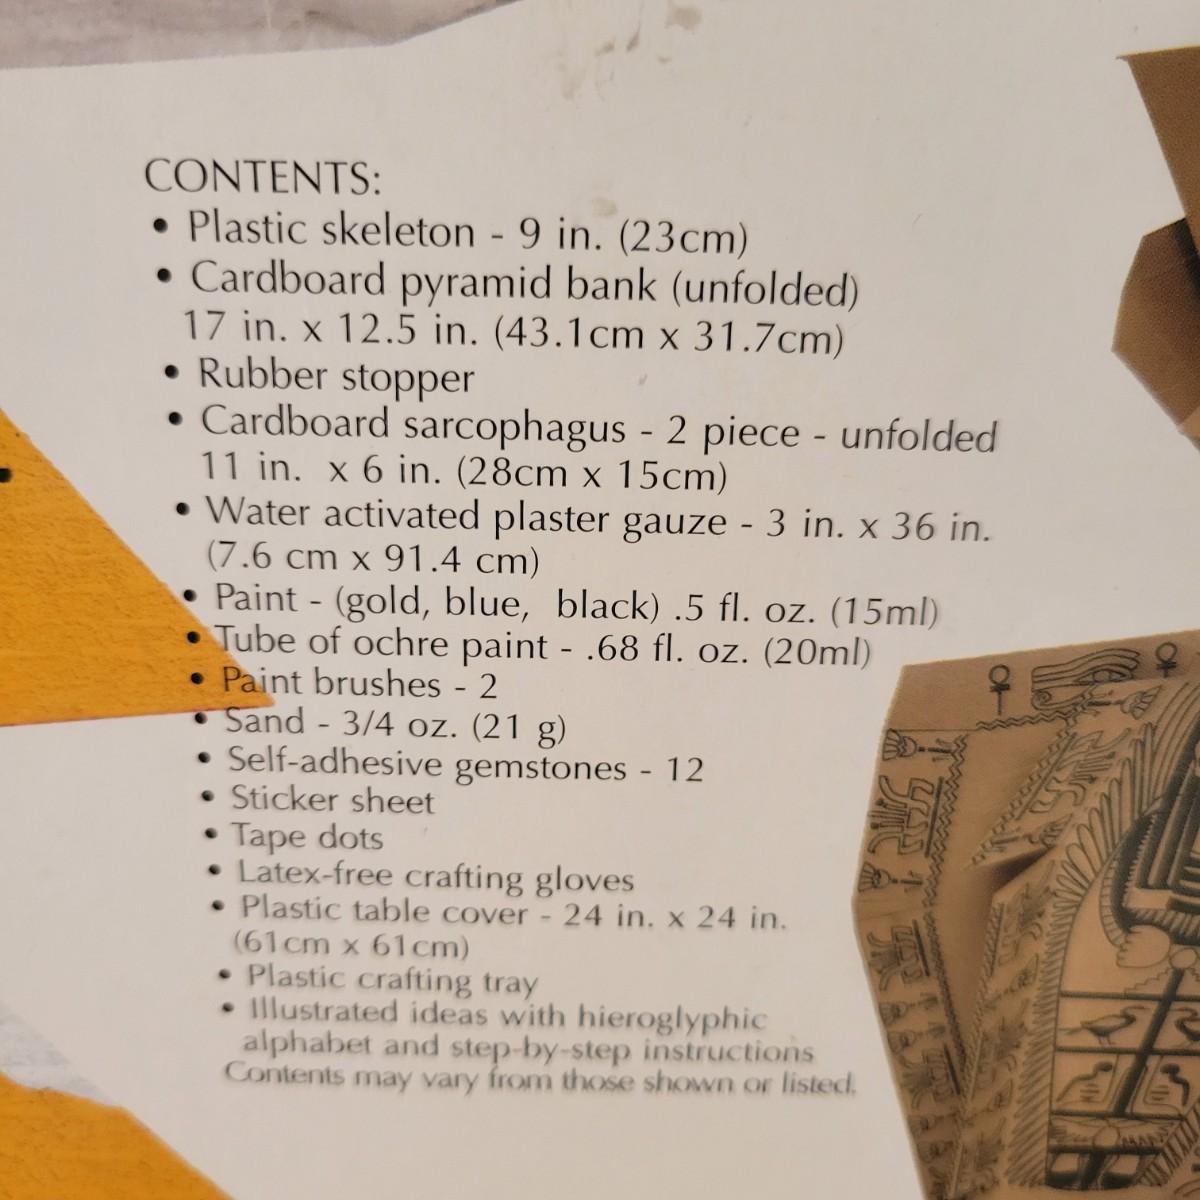 CONTENTS:
• Plastic skeleton - 9 in. (23cm)
• Cardboard pyramid bank (unfolded)
17 in. x 12.5 in. (43.1cm x 31.7cm)
• Rubber stopper
• Cardboard sarcophagus - 2 piece - unfolded
11 in. x 6 in. (28cm x 15cm)
• Water activated plaster gauze - 3 in. x 36 in.
(7.6 cm x 91.4 cm)
• Paint - (gold, blue, black) .5 fl. oz. (15ml)
• Tube of ochre paint - .68 fl. oz. (20ml)
• Paint brushes - 2
• Sand - 3/4 oz. (21 g)
• Self-adhesive gemstones - 12
• Sticker sheet
• Tape dots
• Latex-free crafting gloves
• Plastic table cover - 24 in. x 24 in.
(61cm x 61cm)
• Plastic crafting tray
• Illustrated ideas with hieroglyphic
alphabet and step-by-step instructions
Contents may vary from those shown or listed.